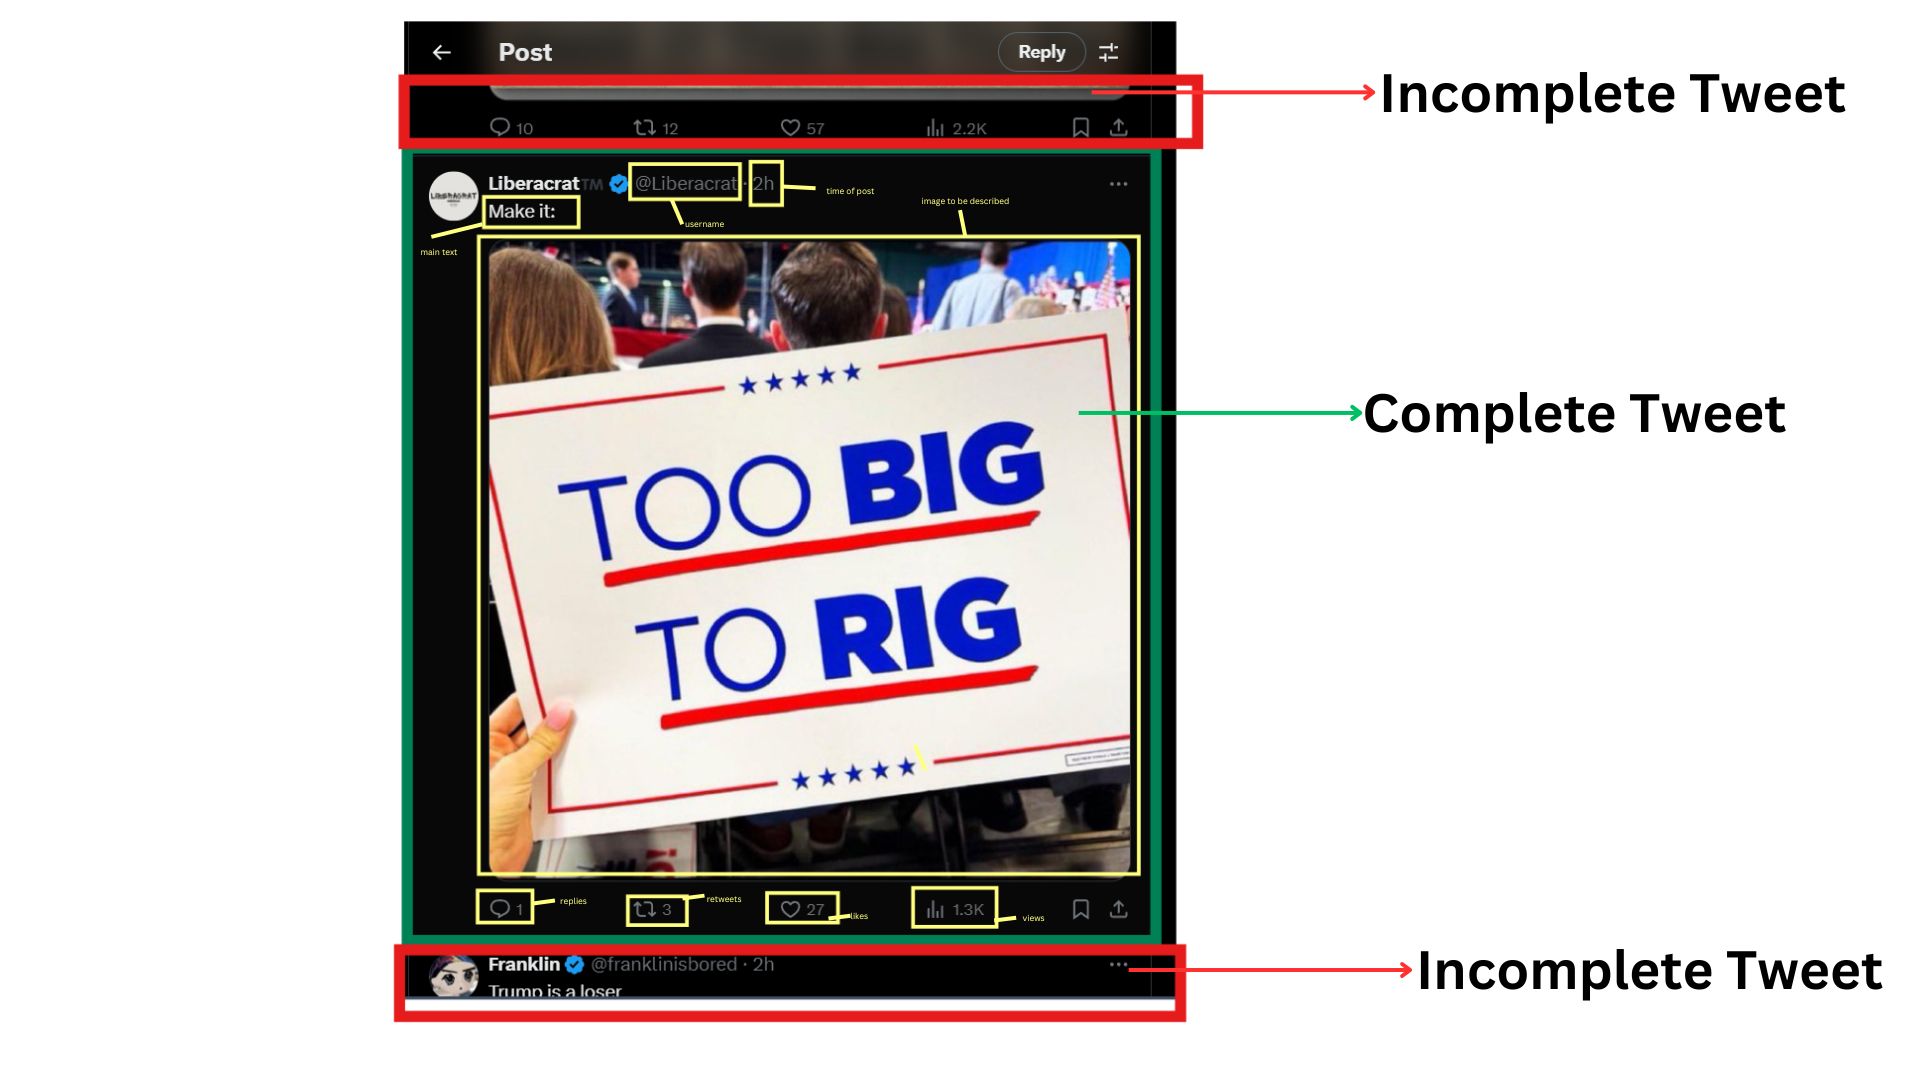 Post
Reply
Incomplete Tweet
10 12 57 2.2K
Liberacrat™ @Liberacrat · 2h
time of post
Make it:
image to be described
username
main text
TOO BIG
TO RIG
Complete Tweet
1 replies 3 retweets 27 likes 1.3K views
Franklin @franklinisbored · 2h
Incomplete Tweet
Trump is a loser